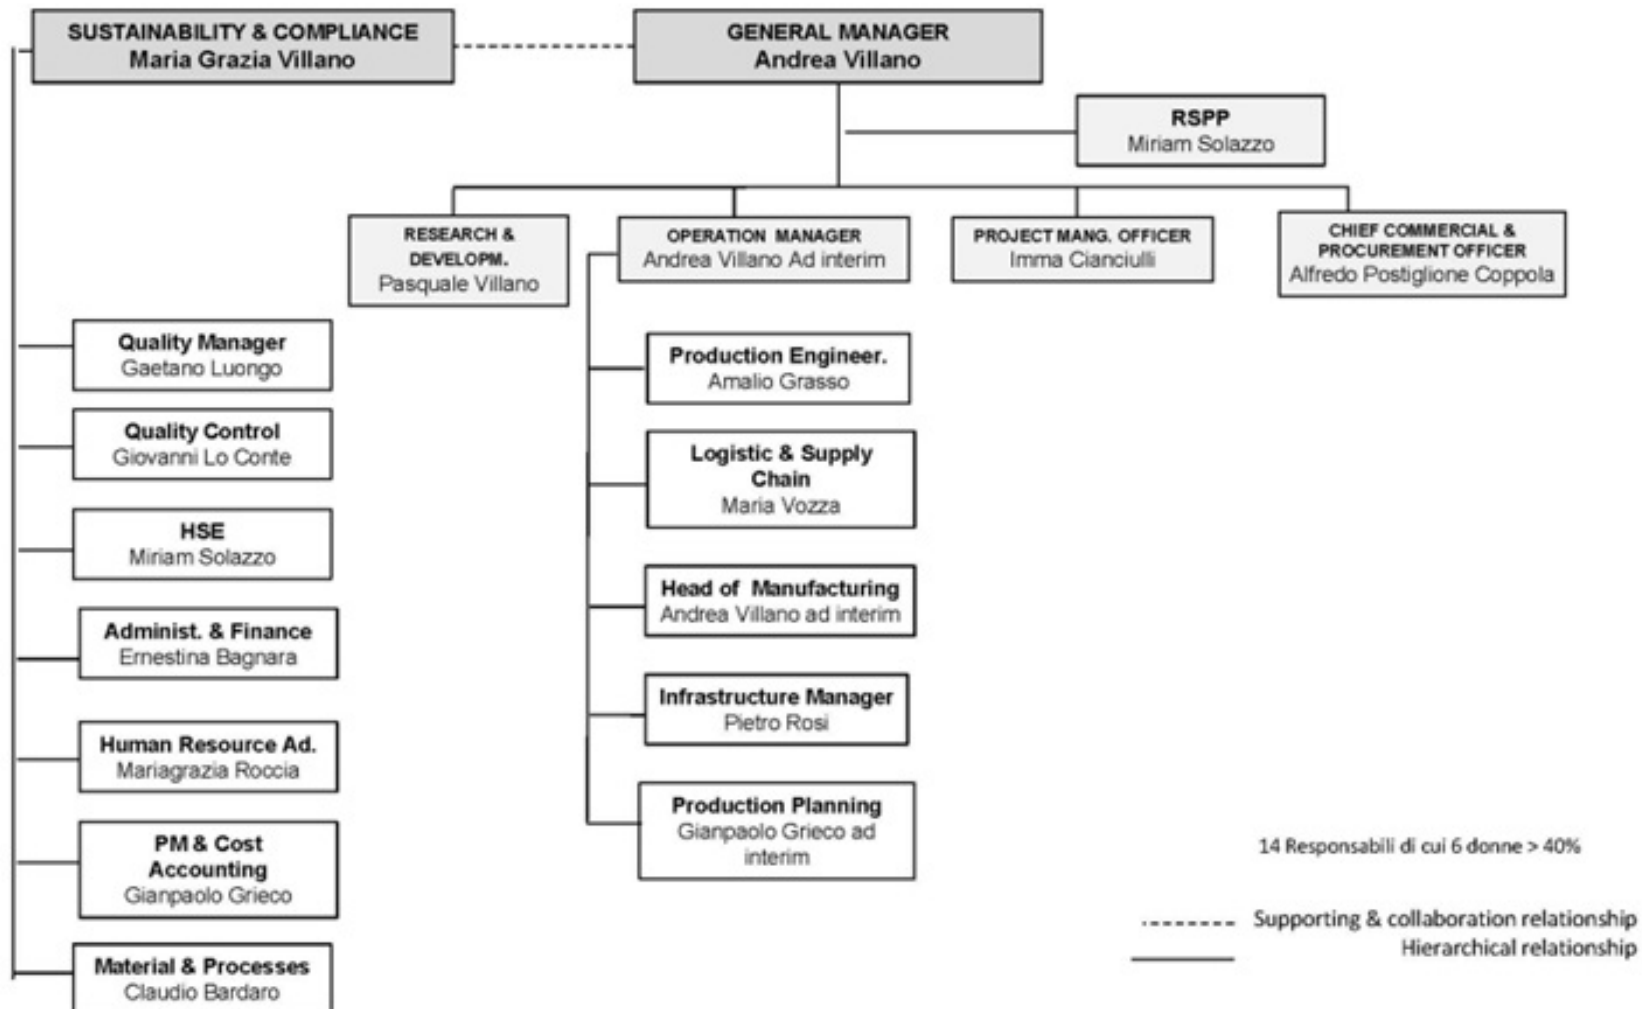 SUSTAINABILITY & COMPLIANCE
Maria Grazia Villano
GENERAL MANAGER
Andrea Villano
RSPP
Miriam Solazzo
RESEARCH &
DEVELOPM.
Pasquale Villano
OPERATION MANAGER
Andrea Villano Ad interim
PROJECT MANG. OFFICER
Imma Cianciulli
CHIEF COMMERCIAL &
PROCUREMENT OFFICER
Alfredo Postiglione Coppola
Quality Manager
Gaetano Luongo
Quality Control
Giovanni Lo Conte
HSE
Miriam Solazzo
Administ. & Finance
Ernestina Bagnara
Human Resource Ad.
Mariagrazia Roccia
PM & Cost
Accounting
Gianpaolo Grieco
Material & Processes
Claudio Bardaro
Production Engineer.
Amalio Grasso
Logistic & Supply
Chain
Maria Vozza
Head of Manufacturing
Andrea Villano ad interim
Infrastructure Manager
Pietro Rosi
Production Planning
Gianpaolo Grieco ad
interim
14 Responsabili di cui 6 donne > 40%
Supporting & collaboration relationship
Hierarchical relationship